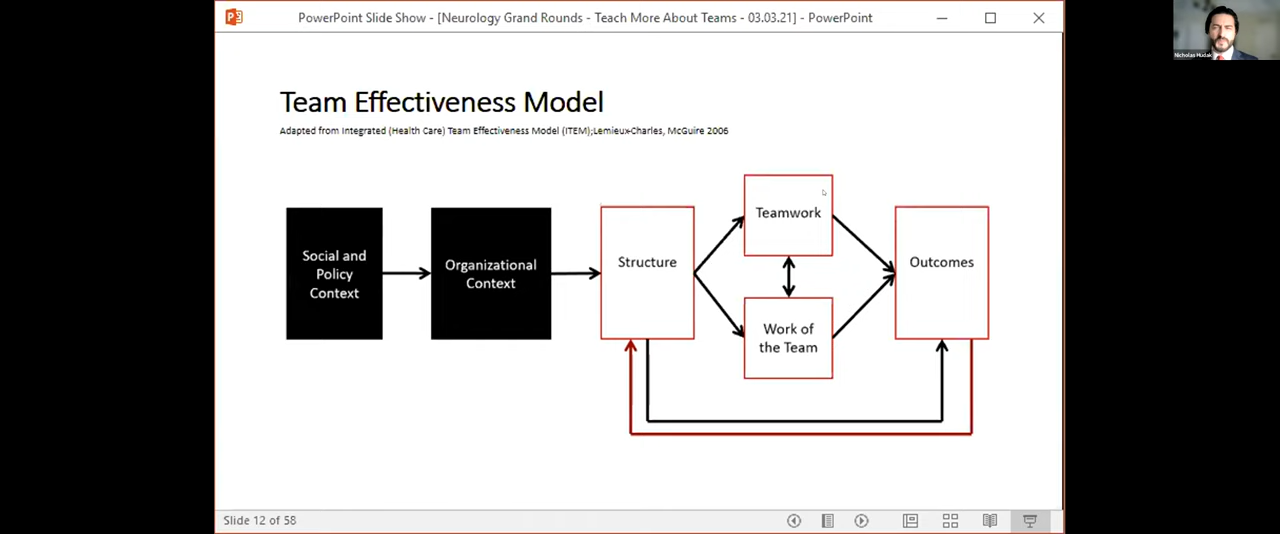 PowerPoint Slide Show - [Neurology Grand Rounds - Teach More About Teams - 03.03.21] - PowerPoint
Nicholas Hudak
Team Effectiveness Model
Adapted from Integrated (Health Care) Team Effectiveness Model (ITEM);Lemieux-Charles, McGuire 2006
Social and
Policy
Context
Organizational
Context
Structure
Teamwork
Work of
the Team
Outcomes
Slide 12 of 58